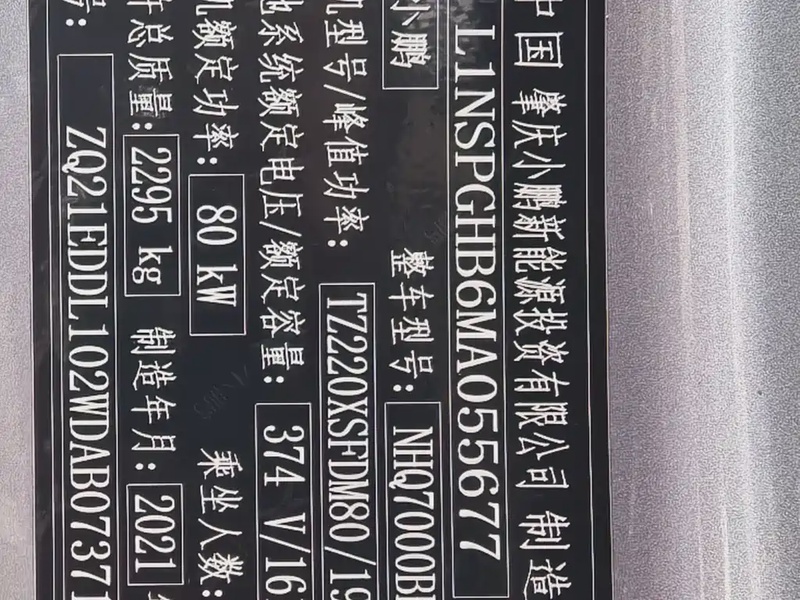 中国 肇庆小鹏新能源投资有限公司 制造
L1NSPGHB6MA055677
小鹏 整车型号: NHQ7000B
机型号/峰值功率: TZ220XSFDM80/19
池系统额定电压/额定容量: 374 V/16
机额定功率: 80 kW 乘坐人数:
总质量: 2295 kg 制造年月: 2021
号: ZQ21EDDL102WDAB07371